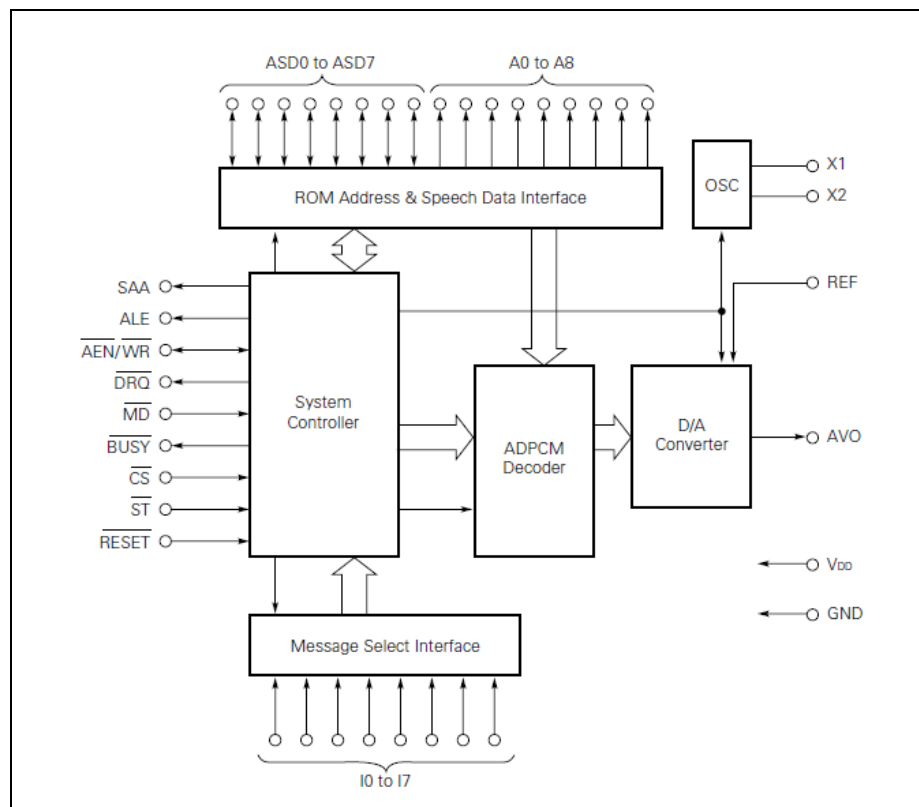 ASD0 to ASD7
A0 to A8
ROM Address & Speech Data Interface
OSC
X1
X2
REF
SAA
ALE
AEN/WR
DRQ
MD
BUSY
CS
ST
RESET
System
Controller
ADPCM
Decoder
D/A
Converter
AVO
VDD
GND
Message Select Interface
I0 to I7